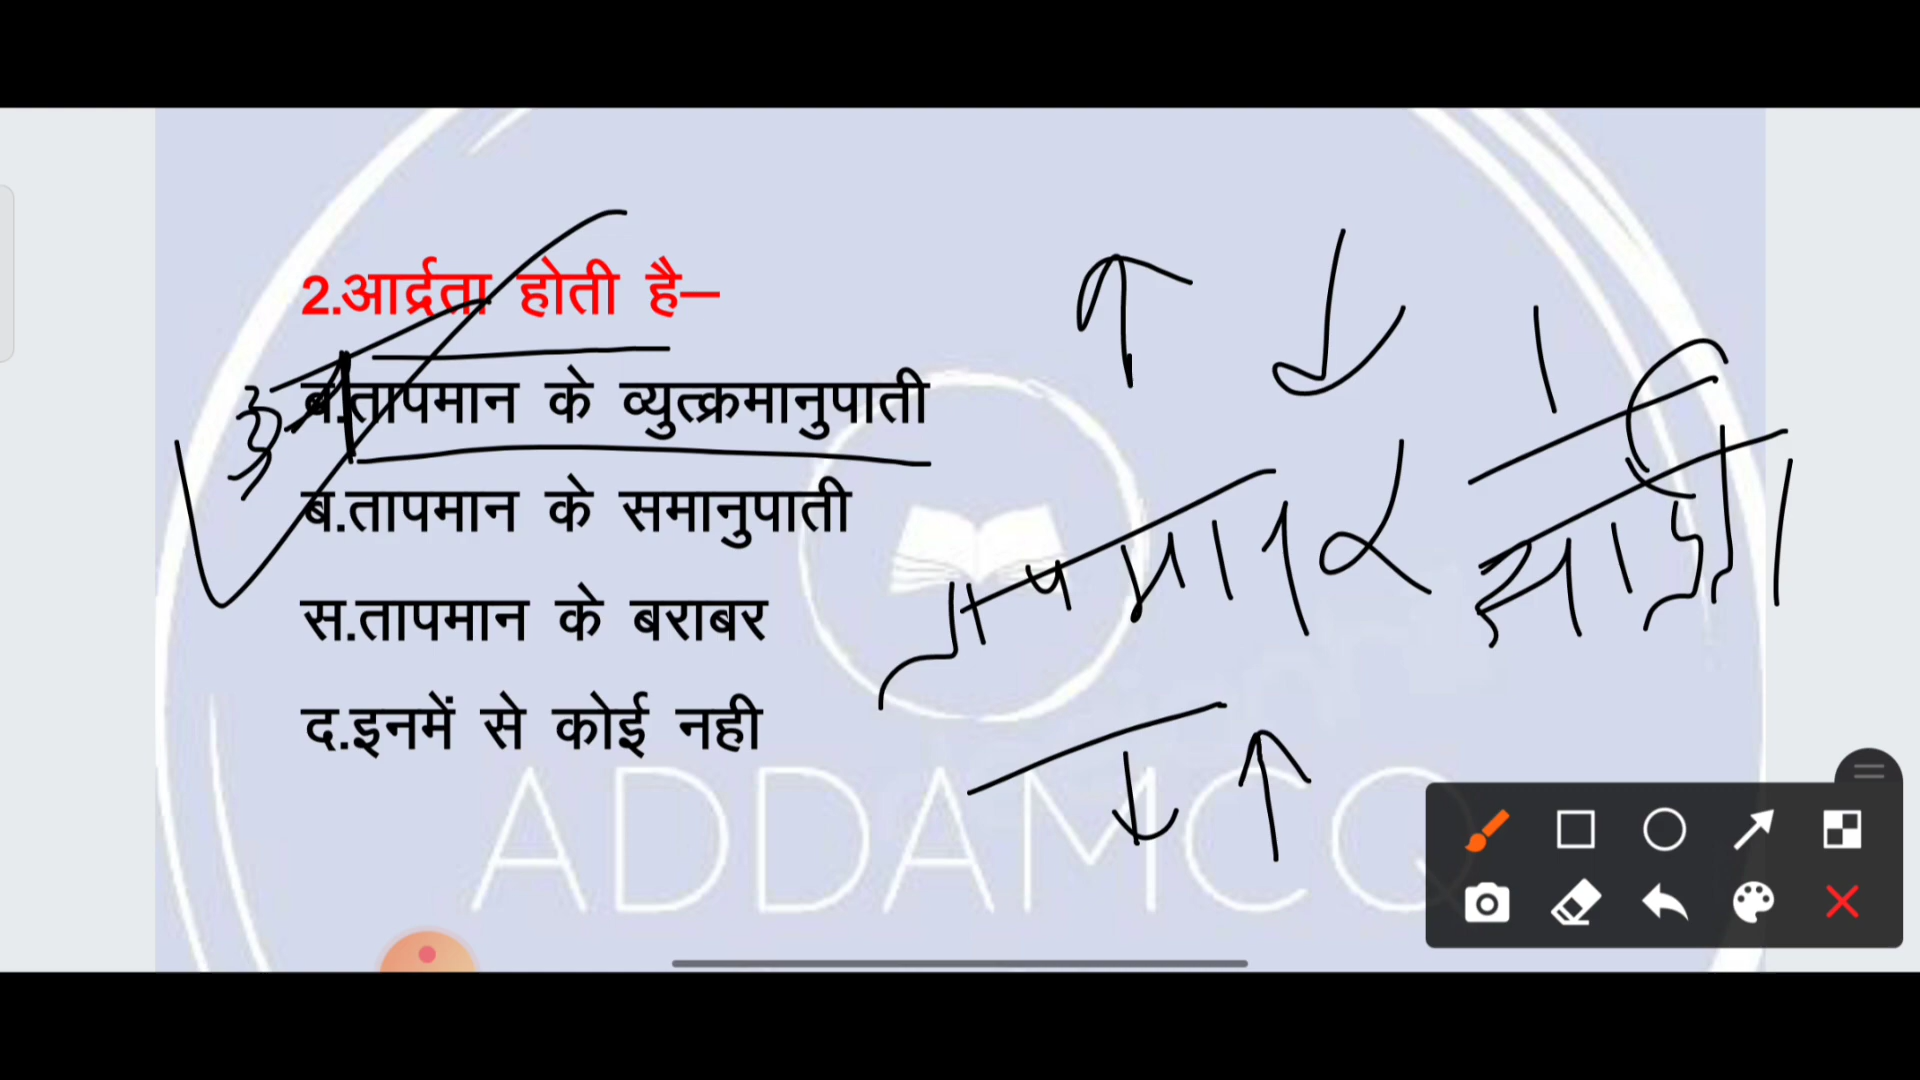 2.आर्द्रता होती है–
ब.तापमान के व्युत्क्रमानुपाती
ब.तापमान के समानुपाती
स.तापमान के बराबर
द.इनमें से कोई नही
ADDAMCQ